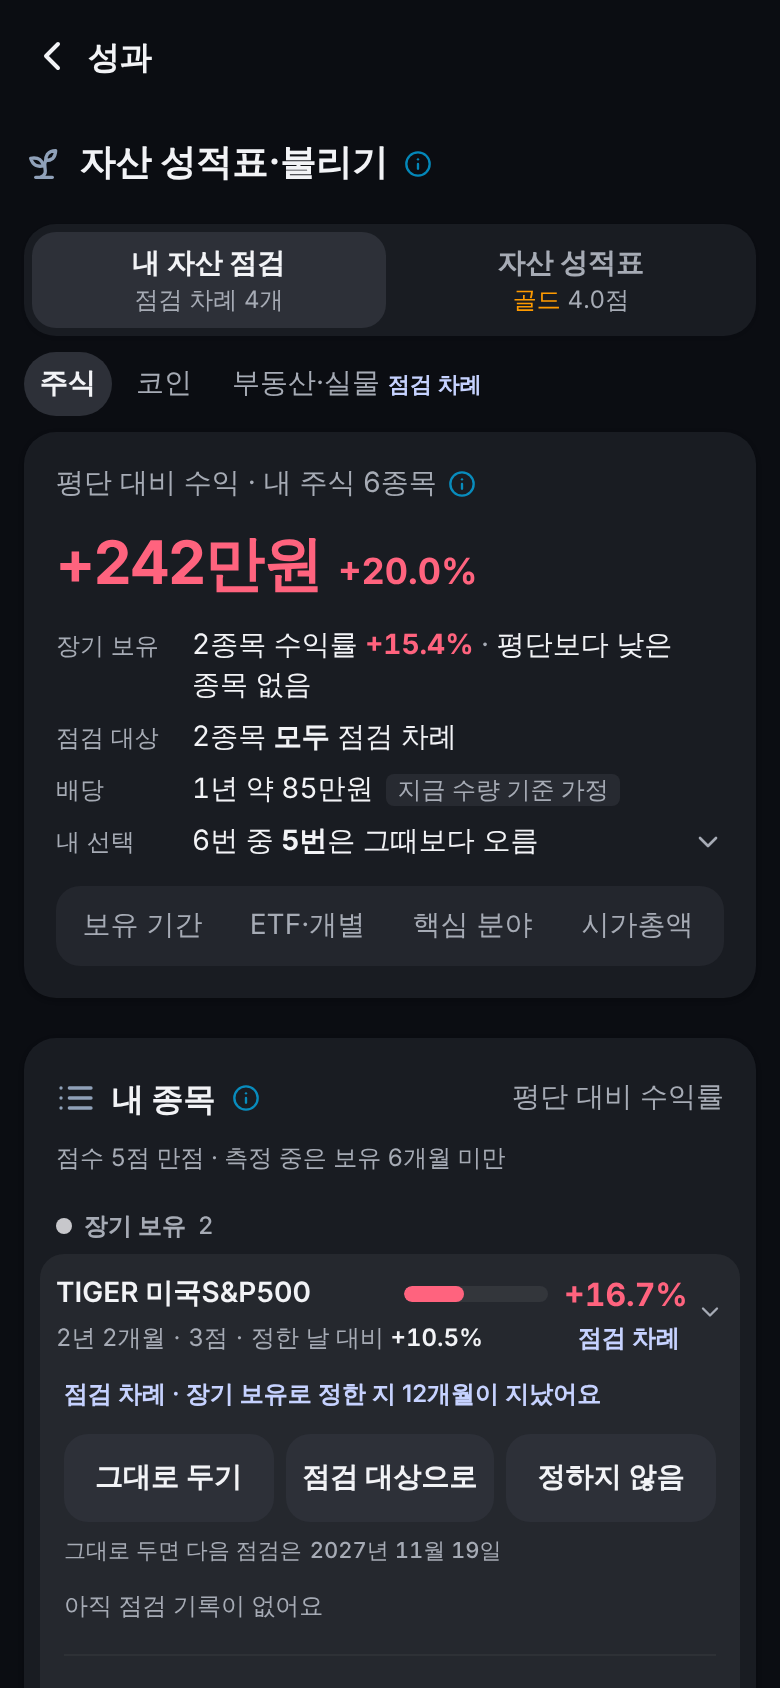 성과
자산 성적표·불리기
내 자산 점검
점검 차례 4개
자산 성적표
골드 4.0점
주식
코인
부동산·실물 점검 차례
평단 대비 수익 · 내 주식 6종목
+242만원 +20.0%
장기 보유 2종목 수익률 +15.4% · 평단보다 낮은
종목 없음
점검 대상 2종목 모두 점검 차례
배당 1년 약 85만원 지금 수량 기준 가정
내 선택 6번 중 5번은 그때보다 오름
보유 기간 ETF·개별 핵심 분야 시가총액
내 종목 평단 대비 수익률
점수 5점 만점 · 측정 중은 보유 6개월 미만
장기 보유 2
TIGER 미국S&P500 +16.7%
2년 2개월 · 3점 · 정한 날 대비 +10.5% 점검 차례
점검 차례 · 장기 보유로 정한 지 12개월이 지났어요
그대로 두기 점검 대상으로 정하지 않음
그대로 두면 다음 점검은 2027년 11월 19일
아직 점검 기록이 없어요